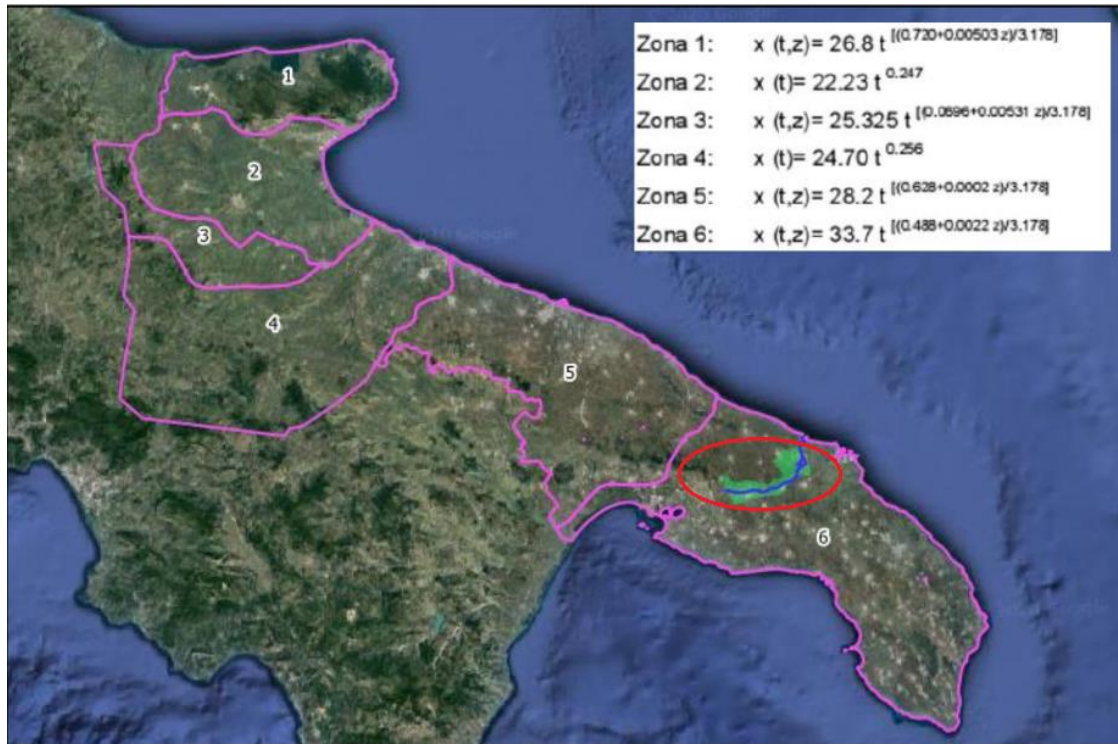 Zona 1: x (t,z)= 26.8 t [(0.720+0.00503 z)/3.178]
Zona 2: x (t)= 22.23 t 0.247
Zona 3: x (t,z)= 25.325 t [(0.0696+0.00531 z)/3.178]
Zona 4: x (t)= 24.70 t 0.256
Zona 5: x (t,z)= 28.2 t [(0.628+0.0002 z)/3.178]
Zona 6: x (t,z)= 33.7 t [(0.488+0.0022 z)/3.178]
1
2
3
4
5
6